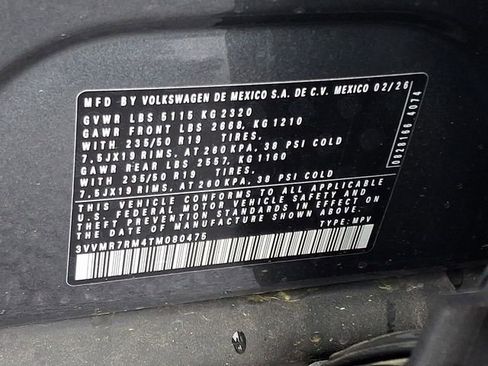 MFD BY VOLKSWAGEN DE MEXICO S.A. DE C.V. MEXICO 02/26
GVWR LBS 5115 KG 2320
GAWR FRONT LBS 2668, KG 1210
WITH 235/50 R19 TIRES,
7.5JX19 RIMS, AT 260 KPA, 38 PSI COLD
GAWR REAR LBS 2557, KG 1160
WITH 235/50 R19 TIRES,
7.5JX19 RIMS, AT 260 KPA, 38 PSI COLD
THIS VEHICLE CONFORMS TO ALL APPLICABLE
U.S. FEDERAL MOTOR VEHICLE SAFETY AND
THEFT PREVENTION STANDARDS IN EFFECT ON
THE DATE OF MANUFACTURE SHOWN ABOVE.
3VVMR7RM4TM080475 TYPE: MPV
0828166 4074